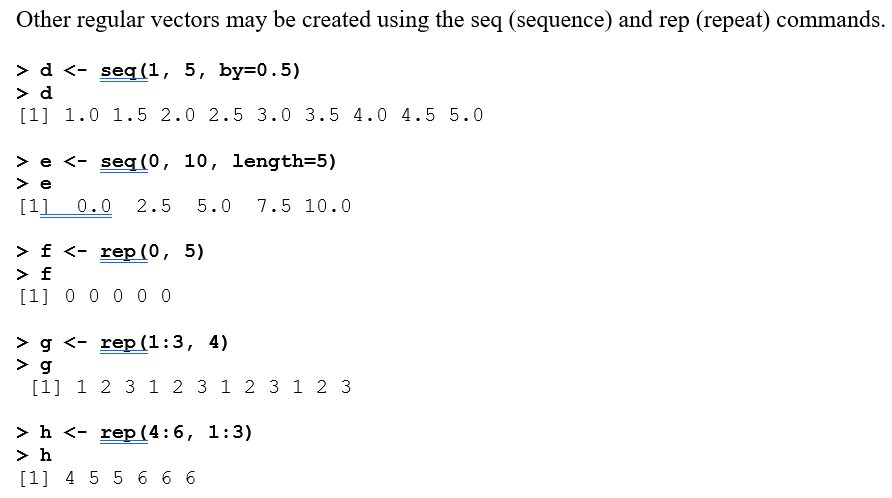 Other regular vectors may be created using the seq (sequence) and rep (repeat) commands.
> d <- seq(1, 5, by=0.5)
> d
[1] 1.0 1.5 2.0 2.5 3.0 3.5 4.0 4.5 5.0
> e <- seq(0, 10, length=5)
> e
[1]  0.0  2.5  5.0  7.5 10.0
> f <- rep(0, 5)
> f
[1] 0 0 0 0 0
> g <- rep(1:3, 4)
> g
 [1] 1 2 3 1 2 3 1 2 3 1 2 3
> h <- rep(4:6, 1:3)
> h
[1] 4 5 5 6 6 6